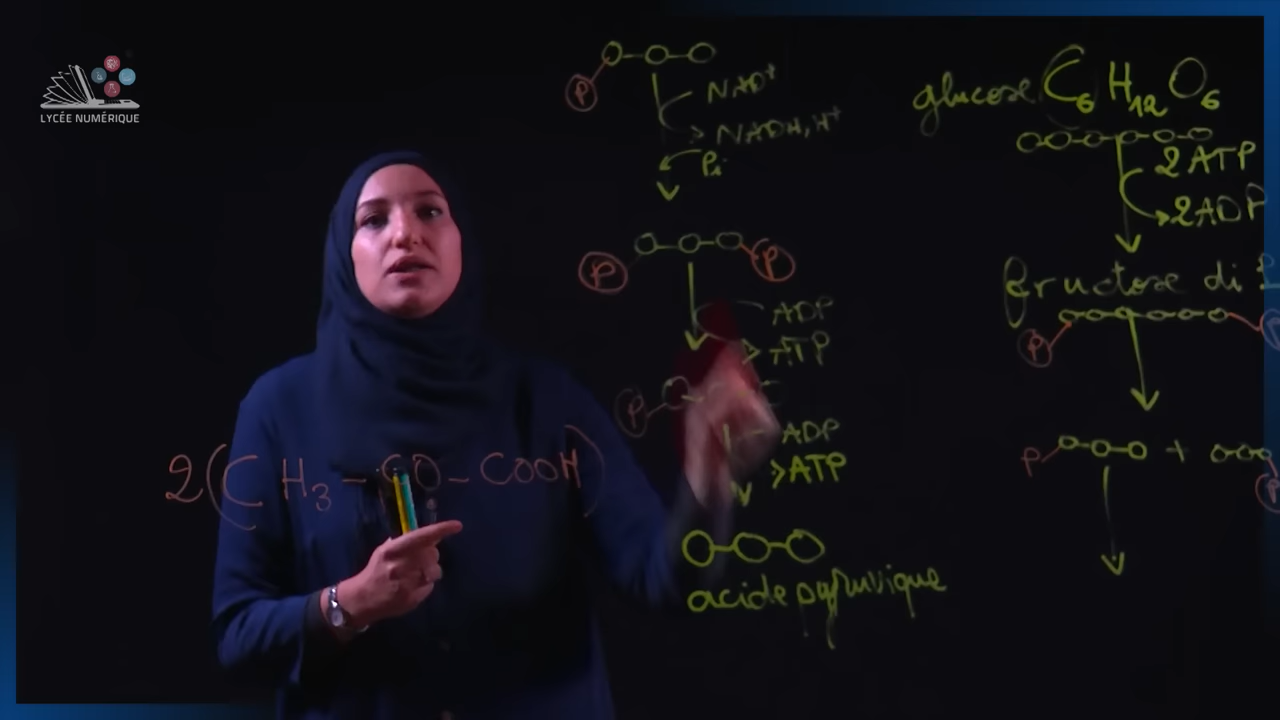 LYCÉE NUMÉRIQUE
P
NAD⁺
NADH,H⁺
Pi
P P
ADP
ATP
P
ADP
ATP
acide pyruvique
2(CH₃-CO-COOH)
glucose C₆H₁₂O₆
2ATP
2ADP
fructose di P
P P
P + P